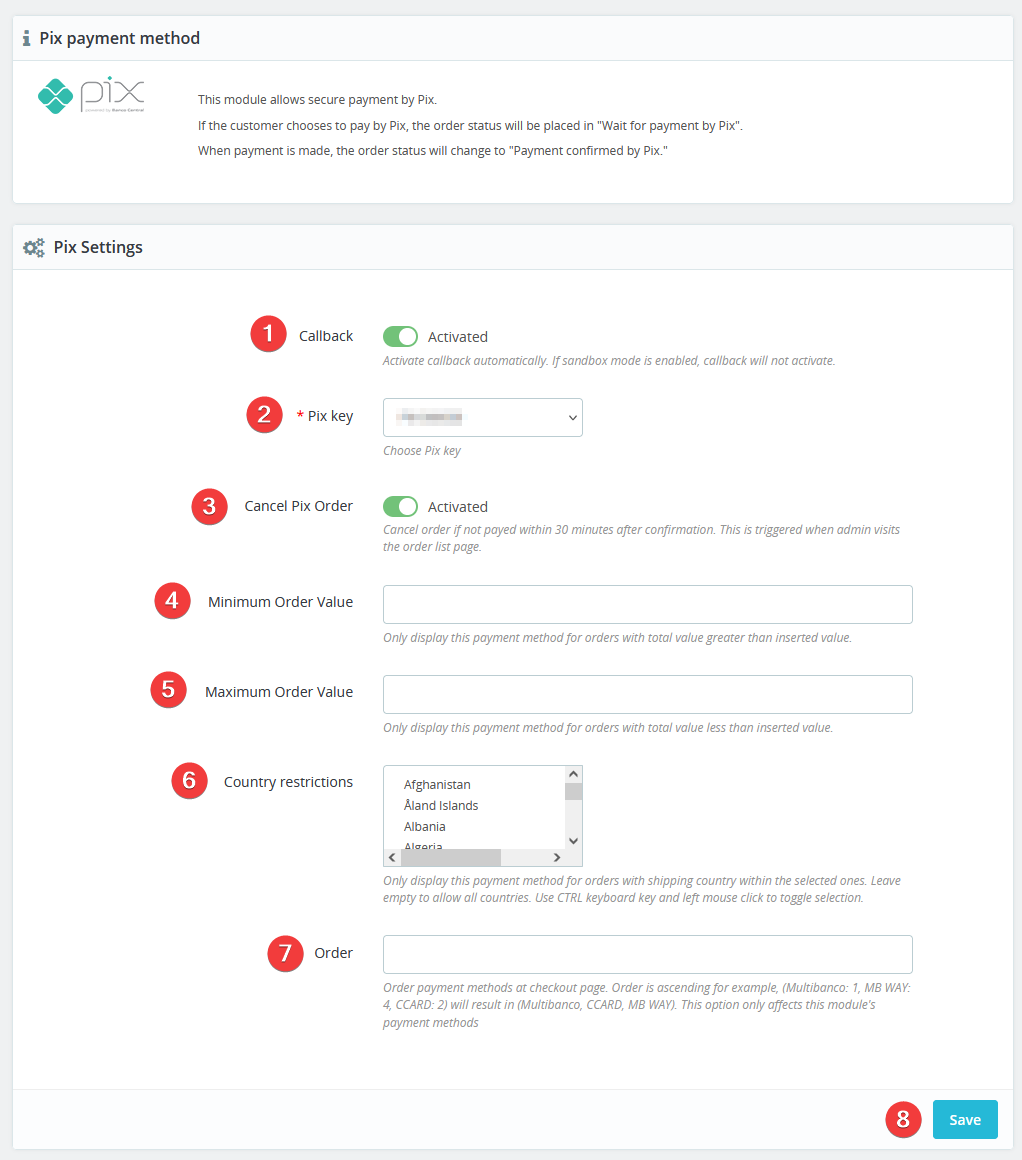 Pix payment method
pix
powered by Banco Central
This module allows secure payment by Pix.
If the customer chooses to pay by Pix, the order status will be placed in "Wait for payment by Pix".
When payment is made, the order status will change to "Payment confirmed by Pix."
Pix Settings
1 Callback Activated
Activate callback automatically. If sandbox mode is enabled, callback will not activate.
2 * Pix key
Choose Pix key
3 Cancel Pix Order Activated
Cancel order if not payed within 30 minutes after confirmation. This is triggered when admin visits
the order list page.
4 Minimum Order Value
Only display this payment method for orders with total value greater than inserted value.
5 Maximum Order Value
Only display this payment method for orders with total value less than inserted value.
6 Country restrictions
Afghanistan
Åland Islands
Albania
Algeria
Only display this payment method for orders with shipping country within the selected ones. Leave
empty to allow all countries. Use CTRL keyboard key and left mouse click to toggle selection.
7 Order
Order payment methods at checkout page. Order is ascending for example, (Multibanco: 1, MB WAY:
4, CCARD: 2) will result in (Multibanco, CCARD, MB WAY). This option only affects this module's
payment methods
8 Save